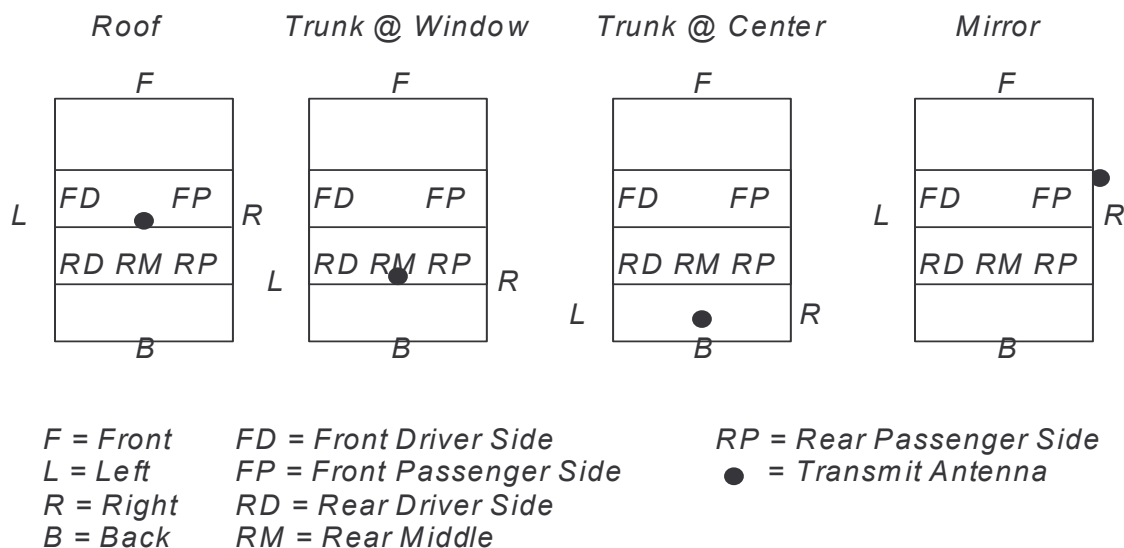 Roof Trunk @ Window Trunk @ Center Mirror
F F F F
FD FP FD FP FD FP FD FP
L R L R
RD RM RP RD RM RP RD RM RP RD RM RP
L R
L R
B B B B
F = Front FD = Front Driver Side RP = Rear Passenger Side
L = Left FP = Front Passenger Side = Transmit Antenna
R = Right RD = Rear Driver Side
B = Back RM = Rear Middle